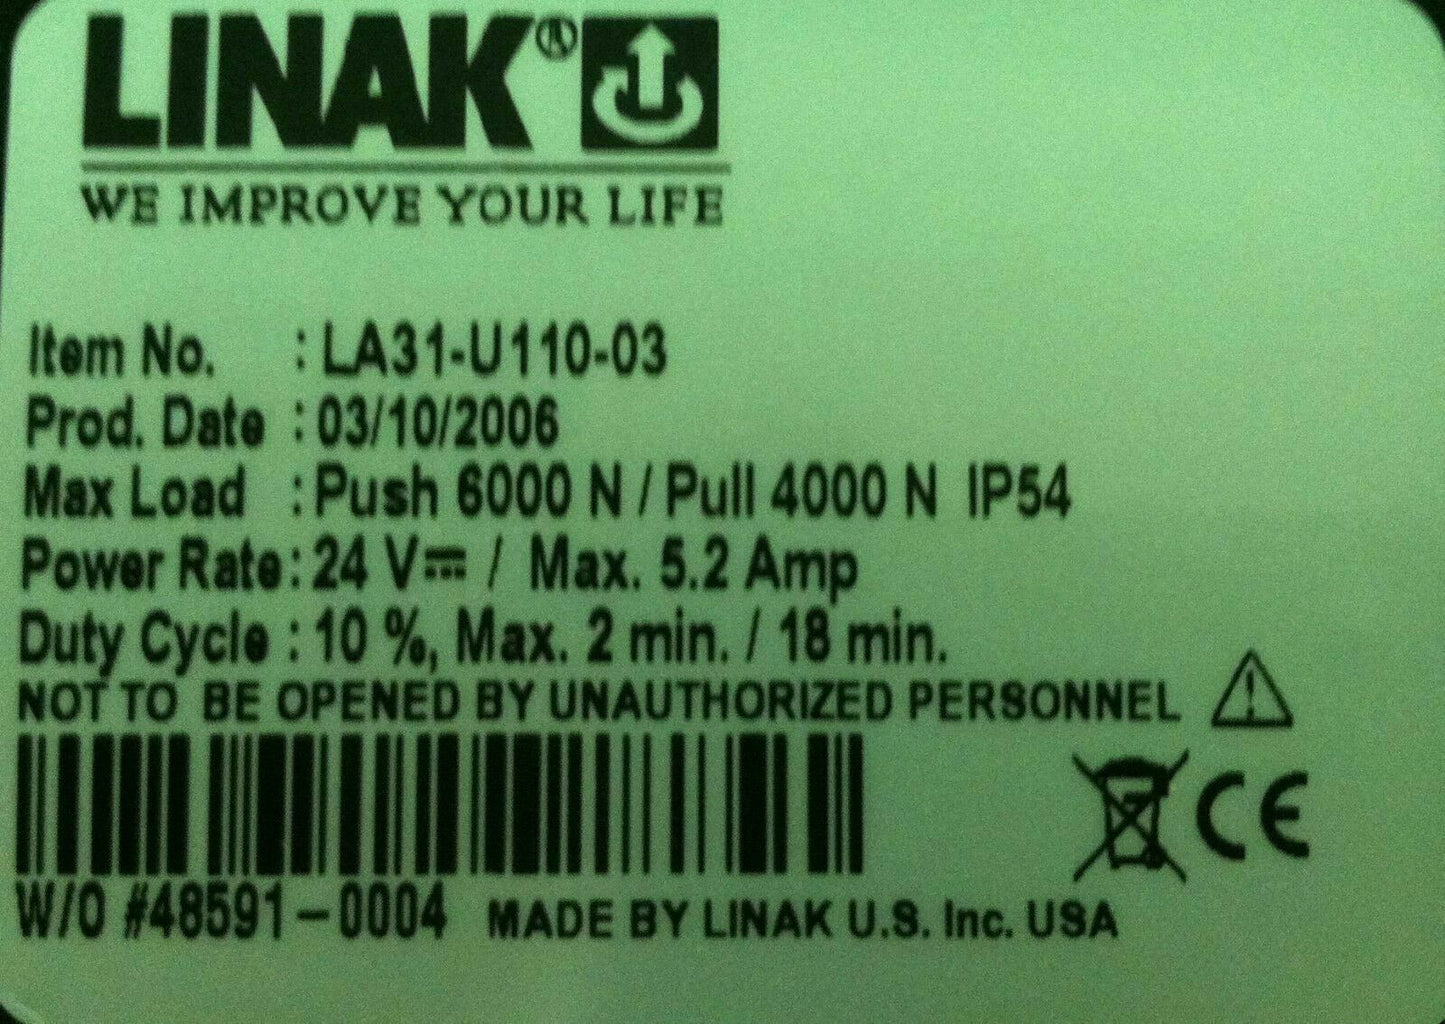 LINAK®
WE IMPROVE YOUR LIFE
Item No. : LA31-U110-03
Prod. Date : 03/10/2006
Max Load : Push 6000 N / Pull 4000 N IP54
Power Rate : 24 V⎓ / Max. 5.2 Amp
Duty Cycle : 10 %, Max. 2 min. / 18 min.
NOT TO BE OPENED BY UNAUTHORIZED PERSONNEL
CE
W/O #48591-0004 MADE BY LINAK U.S. Inc. USA